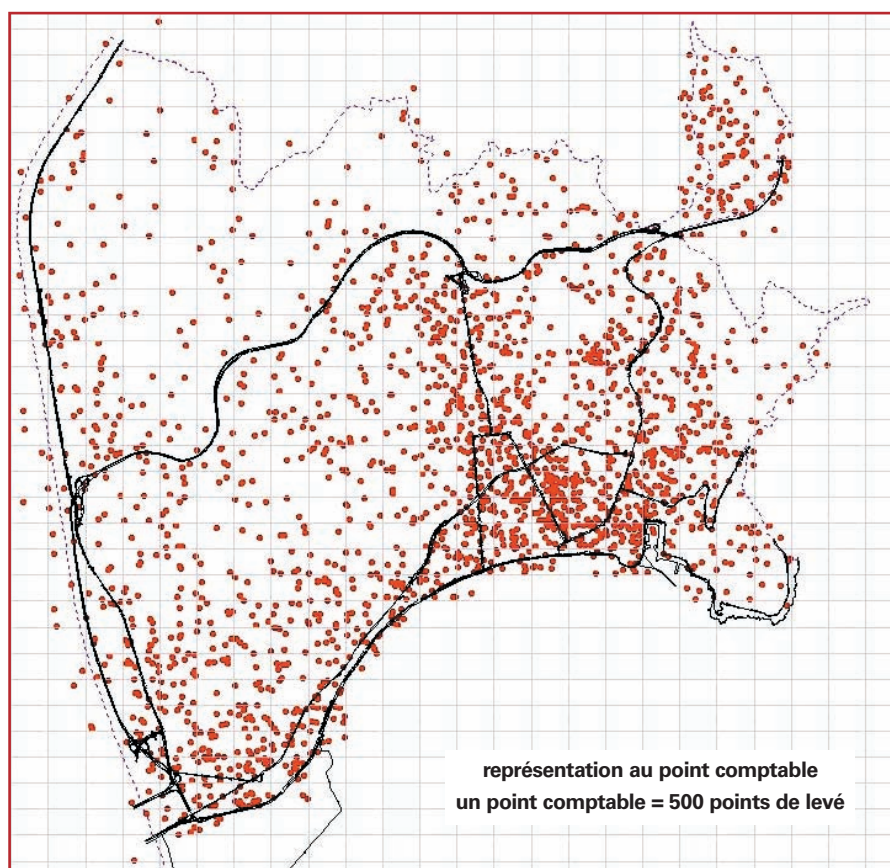 représentation au point comptable
un point comptable = 500 points de levé